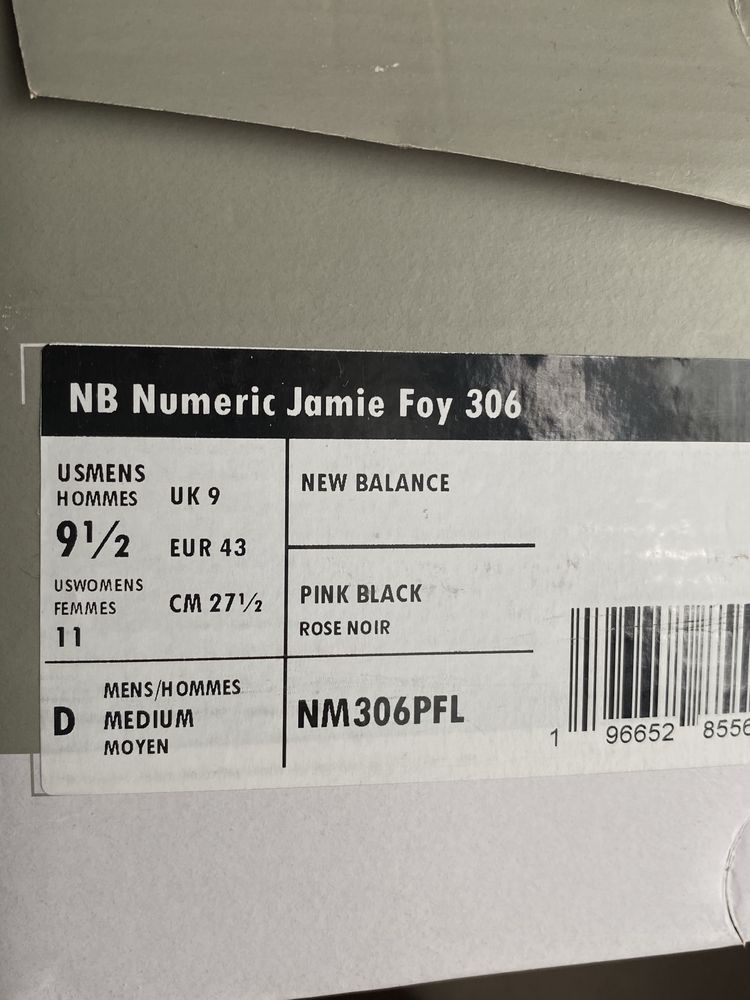 NB Numeric Jamie Foy 306
USMENS
HOMMES
9½
USWOMENS
FEMMES
11
UK 9
EUR 43
CM 27½
NEW BALANCE
PINK BLACK
ROSE NOIR
D
MENS/HOMMES
MEDIUM
MOYEN
NM306PFL
1 96652 8556